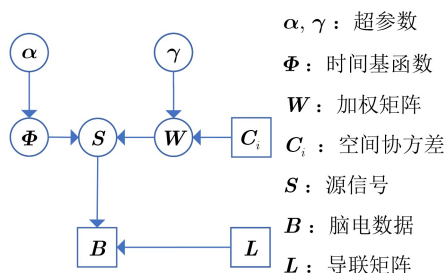 α
γ
Φ
S
W
C_i
B
L
α, γ：超参数
Φ：时间基函数
W：加权矩阵
C_i：空间协方差
S：源信号
B：脑电数据
L：导联矩阵